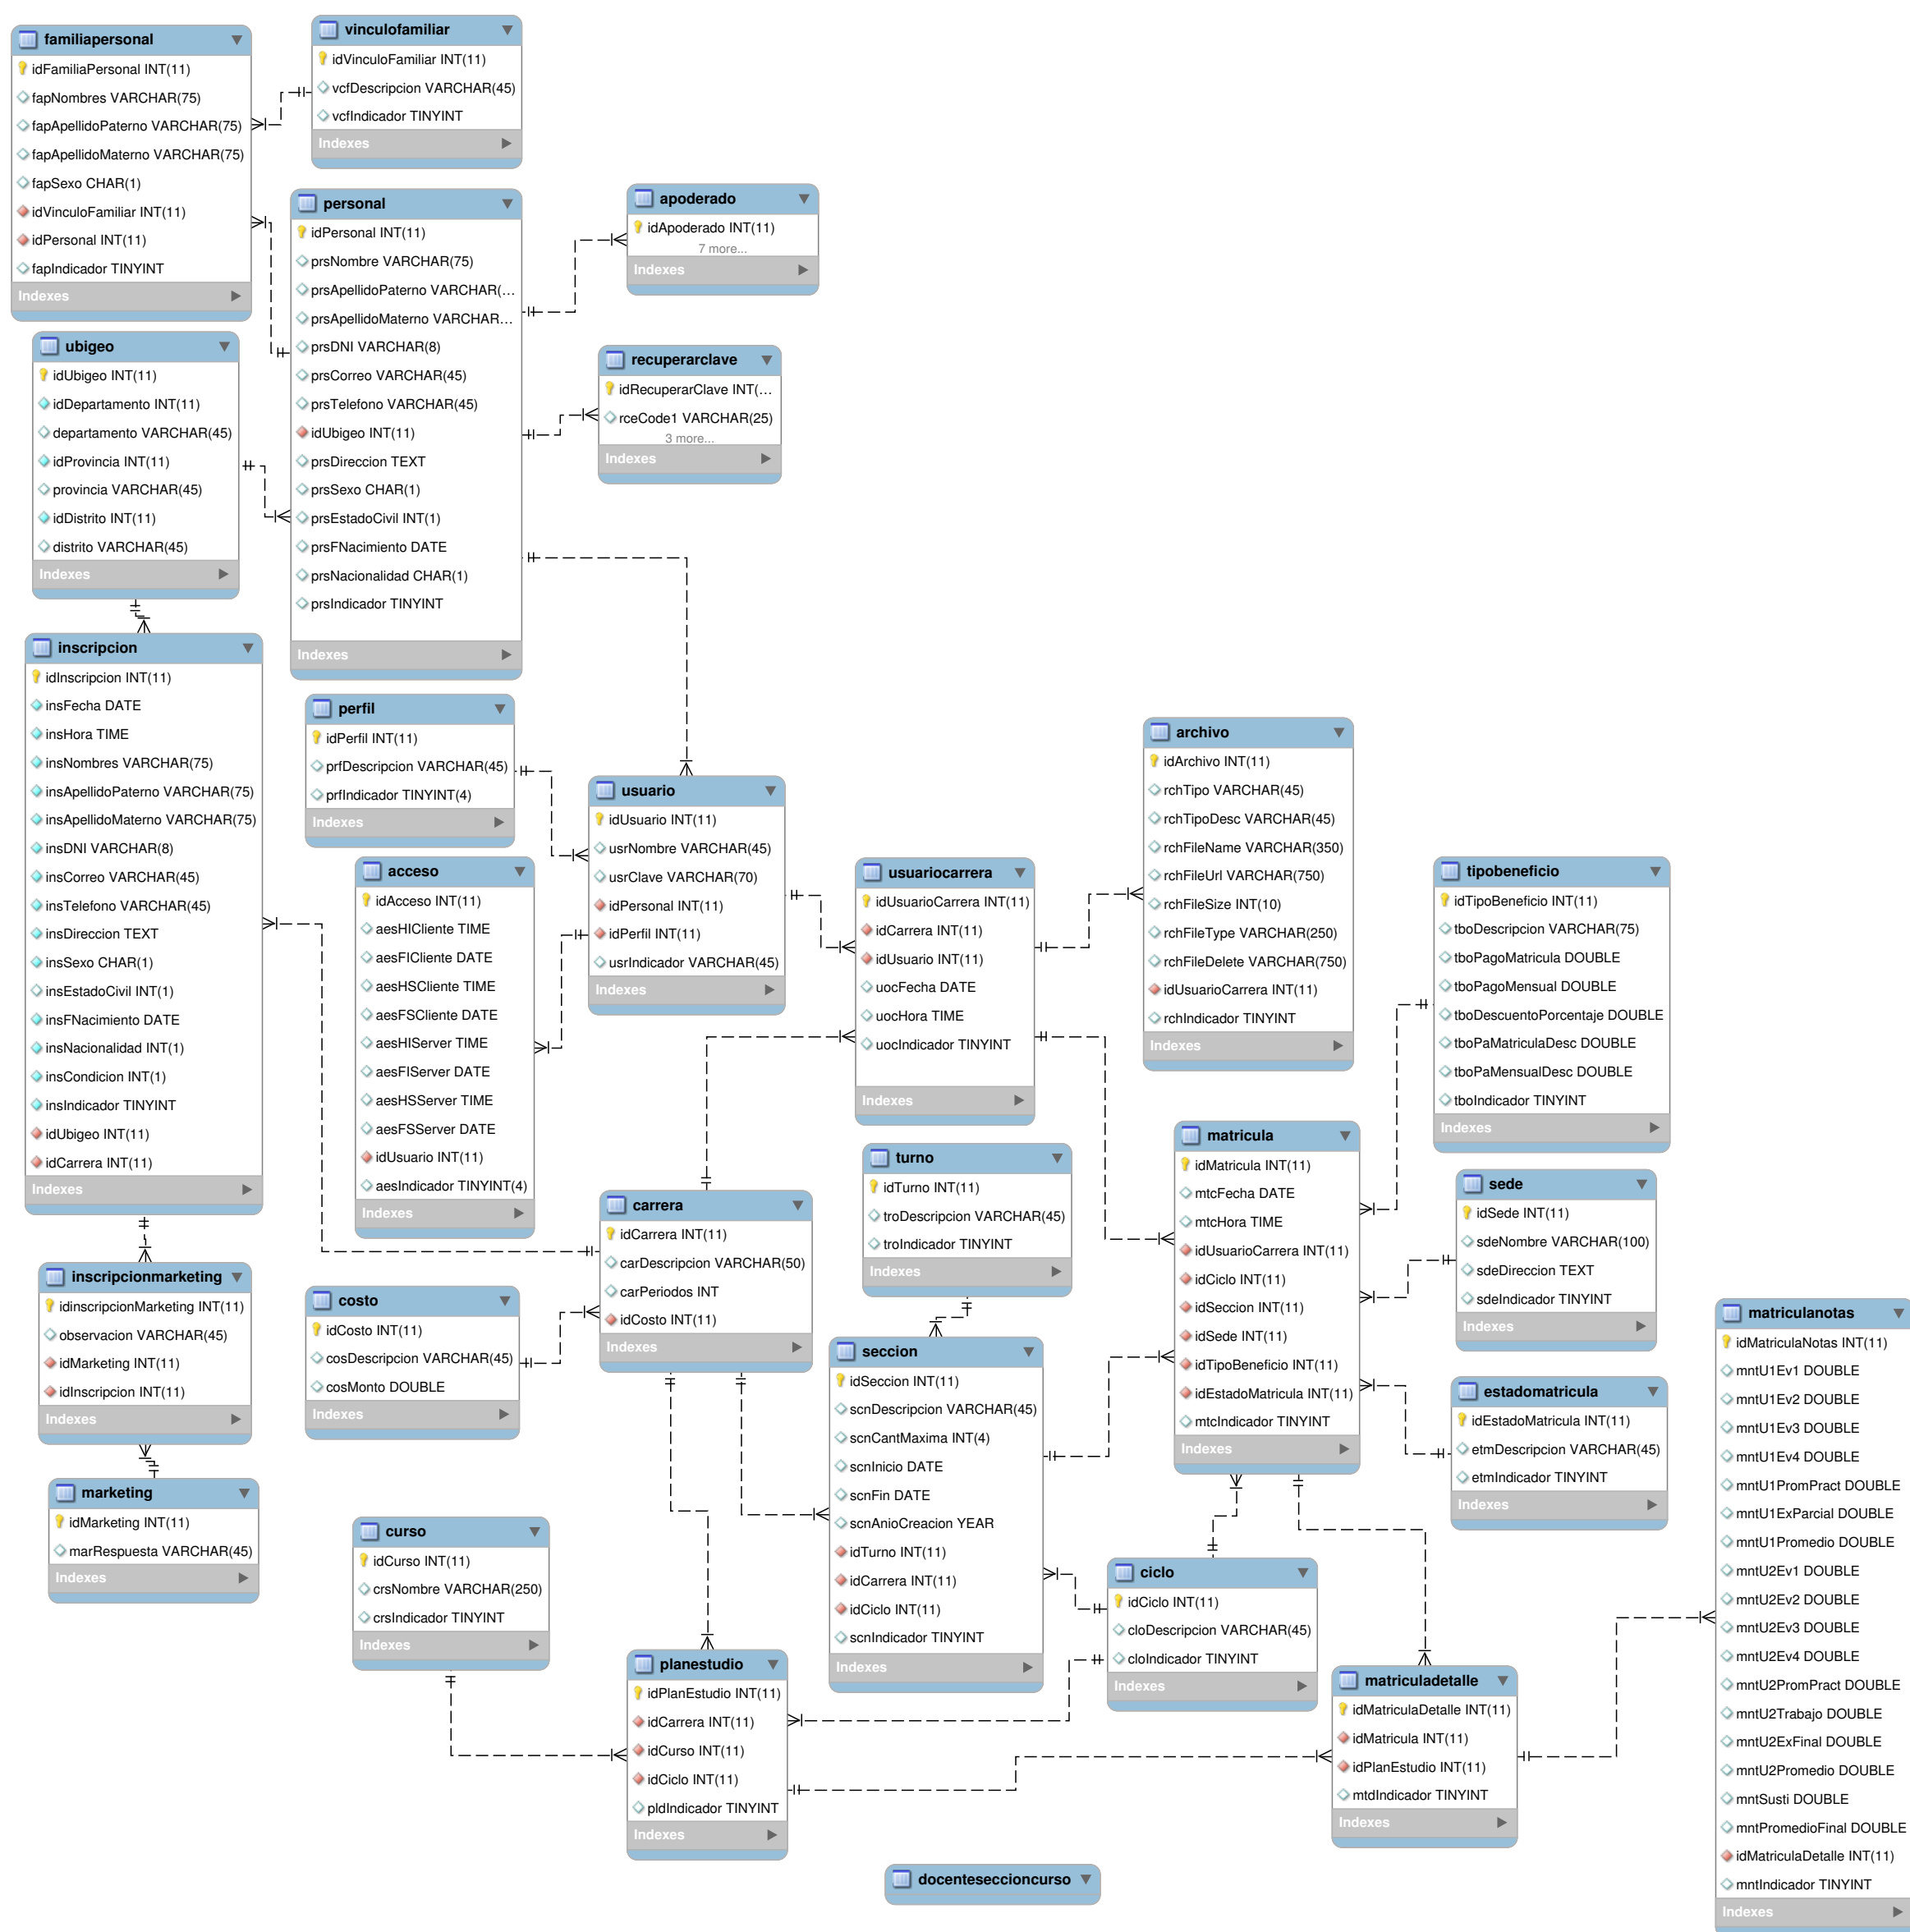 familiapersonal
idFamiliaPersonal INT(11)
fapNombres VARCHAR(75)
fapApellidoPaterno VARCHAR(75)
fapApellidoMaterno VARCHAR(75)
fapSexo CHAR(1)
idVinculoFamiliar INT(11)
idPersonal INT(11)
fapIndicador TINYINT
Indexes
vinculofamiliar
idVinculoFamiliar INT(11)
vcfDescripcion VARCHAR(45)
vcfIndicador TINYINT
Indexes
personal
idPersonal INT(11)
prsNombre VARCHAR(75)
prsApellidoPaterno VARCHAR(...
prsApellidoMaterno VARCHAR...
prsDNI VARCHAR(8)
prsCorreo VARCHAR(45)
prsTelefono VARCHAR(45)
idUbigeo INT(11)
prsDireccion TEXT
prsSexo CHAR(1)
prsEstadoCivil INT(1)
prsFNacimiento DATE
prsNacionalidad CHAR(1)
prsIndicador TINYINT
Indexes
apoderado
idApoderado INT(11)
7 more...
Indexes
recuperarclave
idRecuperarClave INT(...
rceCode1 VARCHAR(25)
3 more...
Indexes
ubigeo
idUbigeo INT(11)
idDepartamento INT(11)
departamento VARCHAR(45)
idProvincia INT(11)
provincia VARCHAR(45)
idDistrito INT(11)
distrito VARCHAR(45)
Indexes
inscripcion
idInscripcion INT(11)
insFecha DATE
insHora TIME
insNombres VARCHAR(75)
insApellidoPaterno VARCHAR(75)
insApellidoMaterno VARCHAR(75)
insDNI VARCHAR(8)
insCorreo VARCHAR(45)
insTelefono VARCHAR(45)
insDireccion TEXT
insSexo CHAR(1)
insEstadoCivil INT(1)
insFNacimiento DATE
insNacionalidad INT(1)
insCondicion INT(1)
insIndicador TINYINT
idUbigeo INT(11)
idCarrera INT(11)
Indexes
perfil
idPerfil INT(11)
prfDescripcion VARCHAR(45)
prfIndicador TINYINT(4)
Indexes
acceso
idAcceso INT(11)
aesHICliente TIME
aesFICliente DATE
aesHSCliente TIME
aesFSCliente DATE
aesHIServer TIME
aesFIServer DATE
aesHSServer TIME
aesFSServer DATE
idUsuario INT(11)
aesIndicador TINYINT(4)
Indexes
usuario
idUsuario INT(11)
usrNombre VARCHAR(45)
usrClave VARCHAR(70)
idPersonal INT(11)
idPerfil INT(11)
usrIndicador VARCHAR(45)
Indexes
usuariocarrera
idUsuarioCarrera INT(11)
idCarrera INT(11)
idUsuario INT(11)
uocFecha DATE
uocHora TIME
uocIndicador TINYINT
Indexes
archivo
idArchivo INT(11)
rchTipo VARCHAR(45)
rchTipoDesc VARCHAR(45)
rchFileName VARCHAR(350)
rchFileUrl VARCHAR(750)
rchFileSize INT(10)
rchFileType VARCHAR(250)
rchFileDelete VARCHAR(750)
idUsuarioCarrera INT(11)
rchIndicador TINYINT
Indexes
tipobeneficio
idTipoBeneficio INT(11)
tboDescripcion VARCHAR(75)
tboPagoMatricula DOUBLE
tboPagoMensual DOUBLE
tboDescuentoPorcentaje DOUBLE
tboPaMatriculaDesc DOUBLE
tboPaMensualDesc DOUBLE
tboIndicador TINYINT
Indexes
matricula
idMatricula INT(11)
mtcFecha DATE
mtcHora TIME
idUsuarioCarrera INT(11)
idCiclo INT(11)
idSeccion INT(11)
idSede INT(11)
idTipoBeneficio INT(11)
idEstadoMatricula INT(11)
mtcIndicador TINYINT
Indexes
turno
idTurno INT(11)
troDescripcion VARCHAR(45)
troIndicador TINYINT
Indexes
sede
idSede INT(11)
sdeNombre VARCHAR(100)
sdeDireccion TEXT
sdeIndicador TINYINT
Indexes
carrera
idCarrera INT(11)
carDescripcion VARCHAR(50)
carPeriodos INT
idCosto INT(11)
Indexes
inscripcionmarketing
idinscripcionMarketing INT(11)
observacion VARCHAR(45)
idMarketing INT(11)
idInscripcion INT(11)
Indexes
costo
idCosto INT(11)
cosDescripcion VARCHAR(45)
cosMonto DOUBLE
Indexes
seccion
idSeccion INT(11)
scnDescripcion VARCHAR(45)
scnCantMaxima INT(4)
scnInicio DATE
scnFin DATE
scnAnioCreacion YEAR
idTurno INT(11)
idCarrera INT(11)
idCiclo INT(11)
scnIndicador TINYINT
Indexes
estadomatricula
idEstadoMatricula INT(11)
etmDescripcion VARCHAR(45)
etmIndicador TINYINT
Indexes
matriculanotas
idMatriculaNotas INT(11)
mntU1Ev1 DOUBLE
mntU1Ev2 DOUBLE
mntU1Ev3 DOUBLE
mntU1Ev4 DOUBLE
mntU1PromPract DOUBLE
mntU1ExParcial DOUBLE
mntU1Promedio DOUBLE
mntU2Ev1 DOUBLE
mntU2Ev2 DOUBLE
mntU2Ev3 DOUBLE
mntU2Ev4 DOUBLE
mntU2PromPract DOUBLE
mntU2Trabajo DOUBLE
mntU2ExFinal DOUBLE
mntU2Promedio DOUBLE
mntSusti DOUBLE
mntPromedioFinal DOUBLE
idMatriculaDetalle INT(11)
mntIndicador TINYINT
Indexes
marketing
idMarketing INT(11)
marRespuesta VARCHAR(45)
Indexes
curso
idCurso INT(11)
crsNombre VARCHAR(250)
crsIndicador TINYINT
Indexes
ciclo
idCiclo INT(11)
cloDescripcion VARCHAR(45)
cloIndicador TINYINT
Indexes
planestudio
idPlanEstudio INT(11)
idCarrera INT(11)
idCurso INT(11)
idCiclo INT(11)
pldIndicador TINYINT
Indexes
matriculadetalle
idMatriculaDetalle INT(11)
idMatricula INT(11)
idPlanEstudio INT(11)
mtdIndicador TINYINT
Indexes
docenteseccioncurso